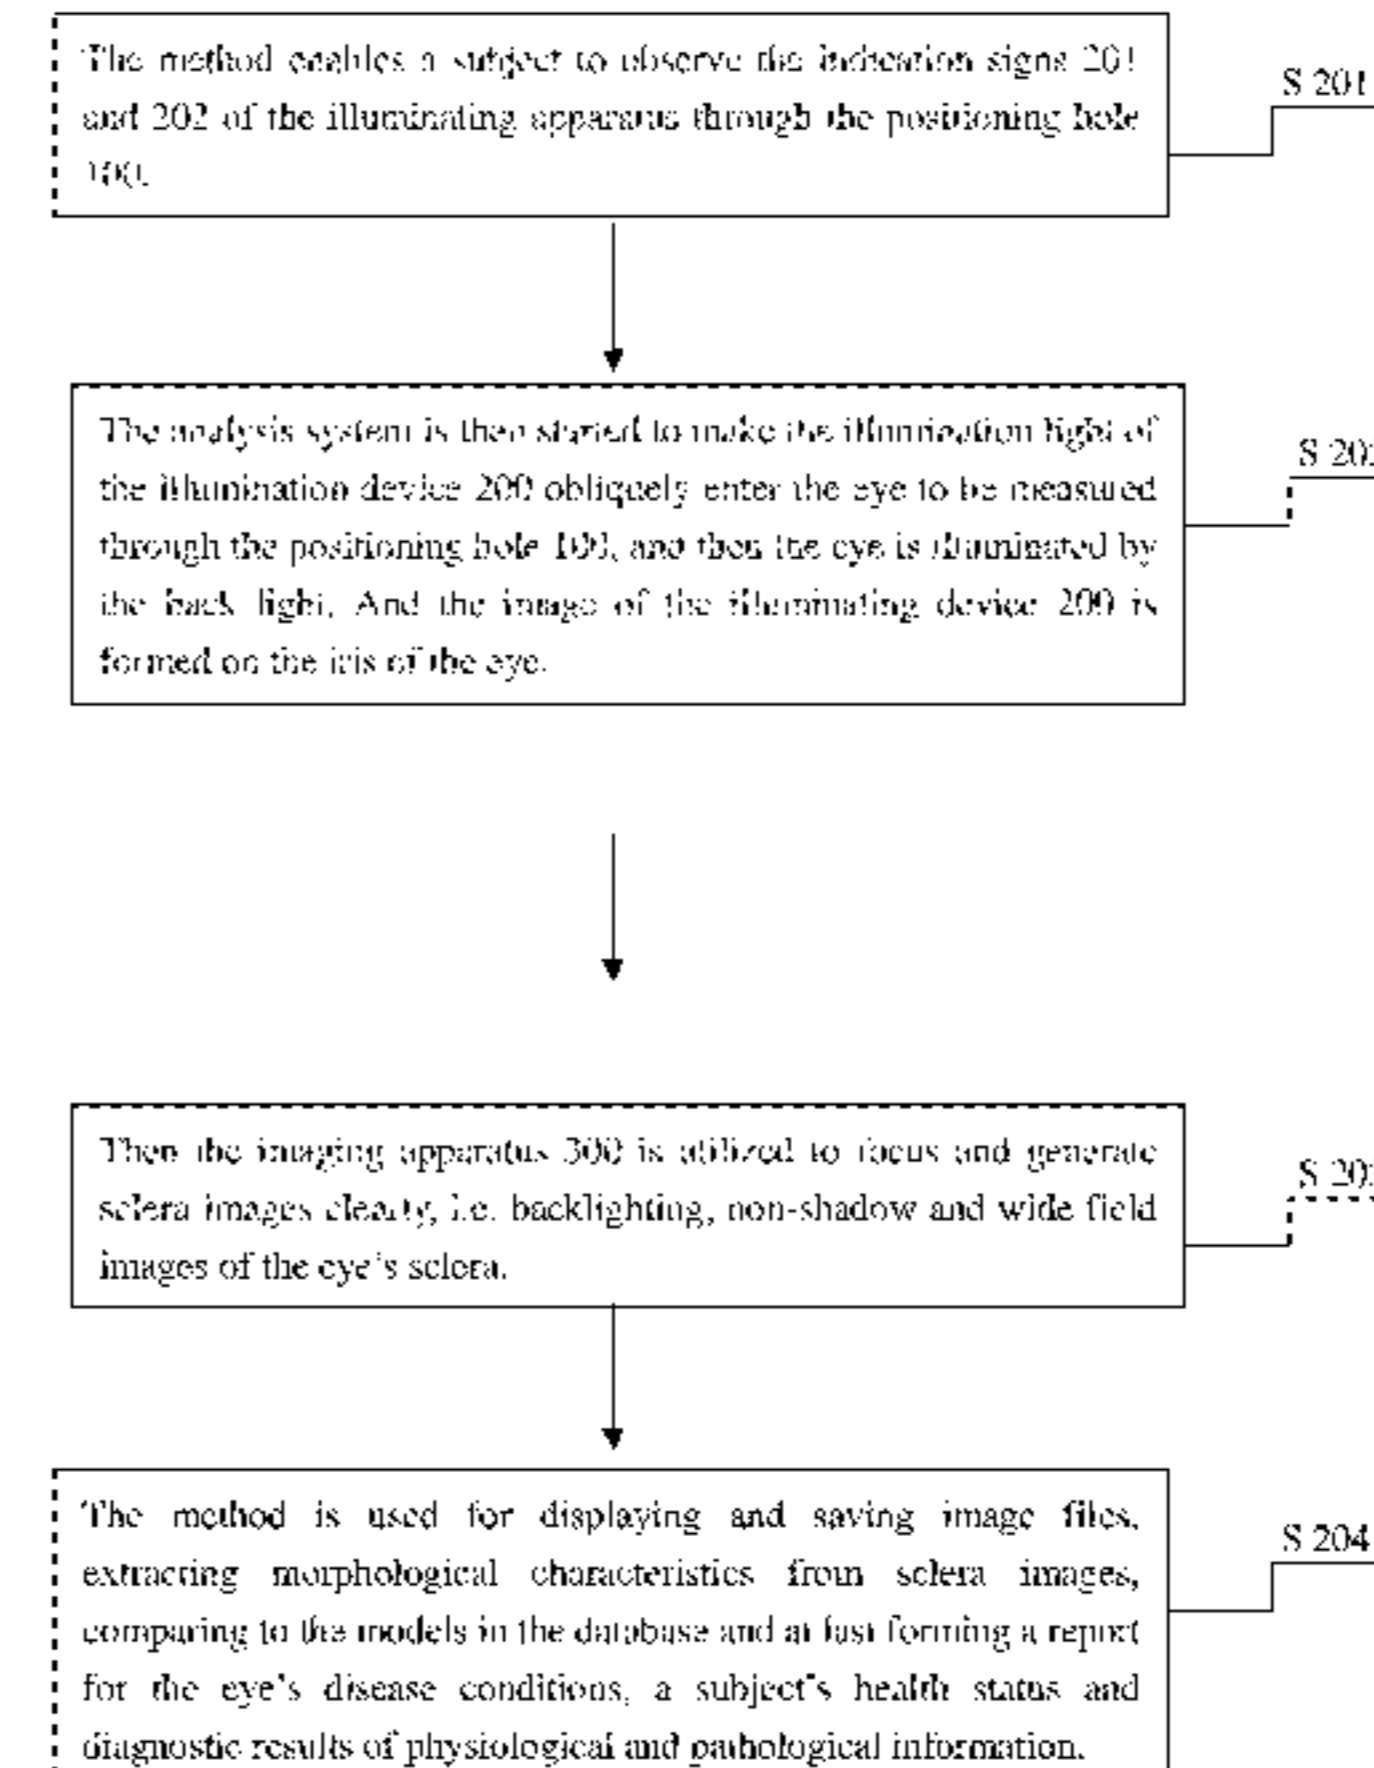 The method enables a subject to observe the indication signs 201
S 201
and 202 of the illuminating apparatus through the positioning hole
100.
The analysis system is then started to make the illumination light of
S 20
the illumination device 200 obliquely enter the eye to be measured
through the positioning hole 100, and then the eye is illuminated by
the back light. And the image of the illuminating device 200 is
formed on the iris of the eye.
Then the imaging apparatus 300 is utilized to focus and generate
S 20
sclera images clearly, i.e. backlighting, non-shadow and wide field
images of the eye's sclera.
The method is used for displaying and saving image files,
S 204
extracting morphological characteristics from sclera images,
comparing to the models in the database and at last forming a report
for the eye's disease conditions, a subject's health status and
diagnostic results of physiological and pathological information.